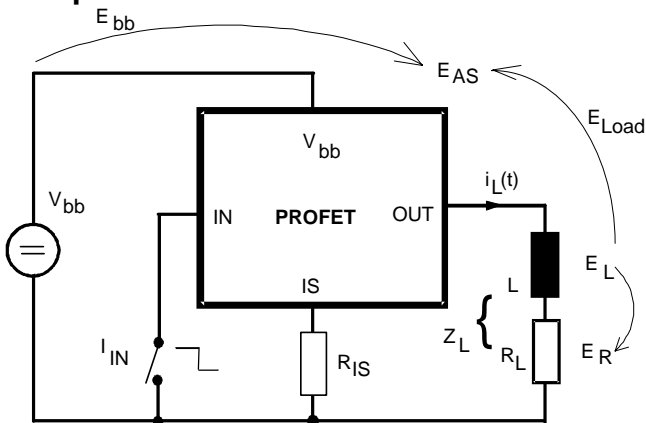 E bb
E AS
E Load
V bb
V bb
i L (t)
IN
PROFET
OUT
IS
L
E L
Z L
{
R L
E R
I IN
R IS